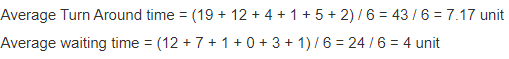 Average Turn Around time = (19 + 12 + 4 + 1 + 5 + 2) / 6 = 43 / 6 = 7.17 unit
Average waiting time = (12 + 7 + 1 + 0 + 3 + 1) / 6 = 24 / 6 = 4 unit